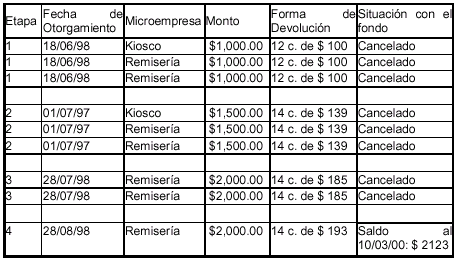 Etapa | Fecha de Otorgamiento | Microempresa | Monto | Forma de Devolución | Situación con el fondo
1 | 18/06/98 | Kiosco | $1,000.00 | 12 c. de $ 100 | Cancelado
1 | 18/06/98 | Remisería | $1,000.00 | 12 c. de $ 100 | Cancelado
1 | 18/06/98 | Remisería | $1,000.00 | 12 c. de $ 100 | Cancelado
2 | 01/07/97 | Kiosco | $1,500.00 | 14 c. de $ 139 | Cancelado
2 | 01/07/97 | Remisería | $1,500.00 | 14 c. de $ 139 | Cancelado
2 | 01/07/97 | Remisería | $1,500.00 | 14 c. de $ 139 | Cancelado
3 | 28/07/98 | Remisería | $2,000.00 | 14 c. de $ 185 | Cancelado
3 | 28/07/98 | Remisería | $2,000.00 | 14 c. de $ 185 | Cancelado
4 | 28/08/98 | Remisería | $2,000.00 | 14 c. de $ 193 | Saldo al 10/03/00: $ 2123